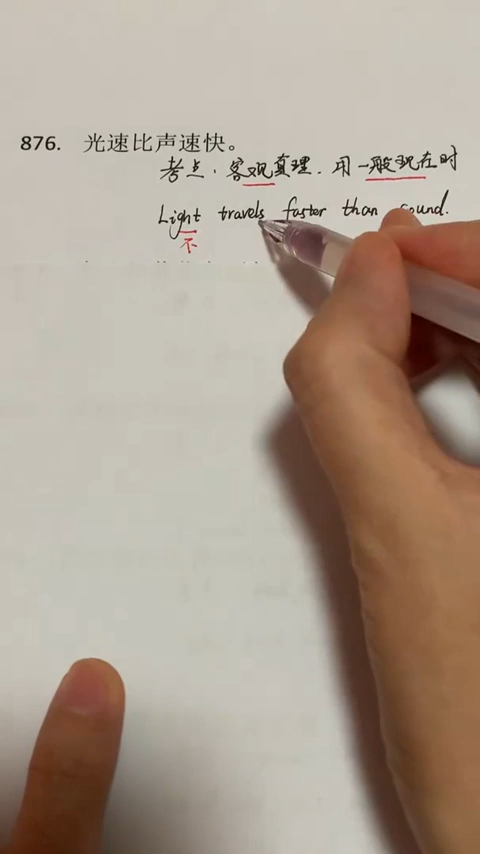 876. 光速比声速快。
考点：客观真理，用一般现在时
Light travels faster than sound.
不